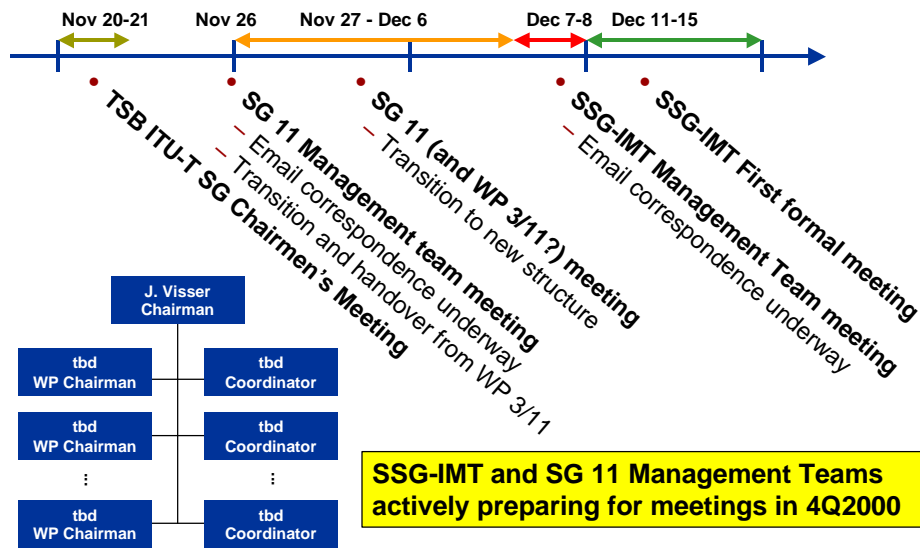 Nov 20-21
Nov 26
Nov 27 - Dec 6
Dec 7-8
Dec 11-15
• TSB ITU-T SG Chairmen's Meeting
• SG 11 Management team meeting
– Email correspondence underway
– Transition and handover from WP 3/11
• SG 11 (and WP 3/11?) meeting
– Transition to new structure
• SSG-IMT Management Team meeting
– Email correspondence underway
• SSG-IMT First formal meeting
J. Visser
Chairman
tbd
WP Chairman
tbd
Coordinator
tbd
WP Chairman
tbd
Coordinator
...
...
tbd
WP Chairman
tbd
Coordinator
SSG-IMT and SG 11 Management Teams
actively preparing for meetings in 4Q2000